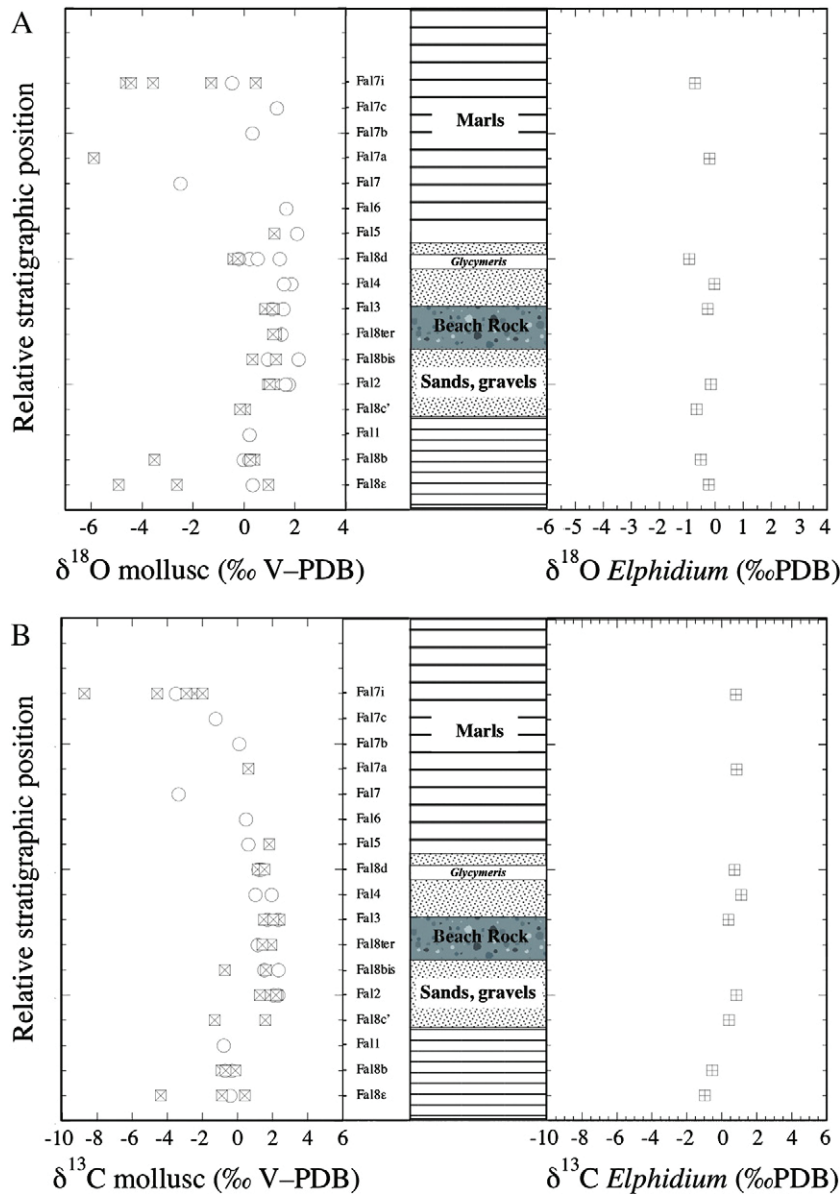 A
Relative stratigraphic position
Fal7i
Fal7c
Fal7b
Fal7a
Fal7
Fal6
Fal5
Fal8d
Fal4
Fal3
Fal8ter
Fal8bis
Fal2
Fal8c'
Fal1
Fal8b
Fal8ε
Marls
Glycymeris
Beach Rock
Sands, gravels
-6 -4 -2 0 2 4
-6 -5 -4 -3 -2 -1 0 1 2 3 4
δ18O mollusc (‰ V–PDB)
δ18O Elphidium (‰PDB)
B
Relative stratigraphic position
Fal7i
Fal7c
Fal7b
Fal7a
Fal7
Fal6
Fal5
Fal8d
Fal4
Fal3
Fal8ter
Fal8bis
Fal2
Fal8c'
Fal1
Fal8b
Fal8ε
Marls
Glycymeris
Beach Rock
Sands, gravels
-10 -8 -6 -4 -2 0 2 4 6
-10 -8 -6 -4 -2 0 2 4 6
δ13C mollusc (‰ V–PDB)
δ13C Elphidium (‰PDB)